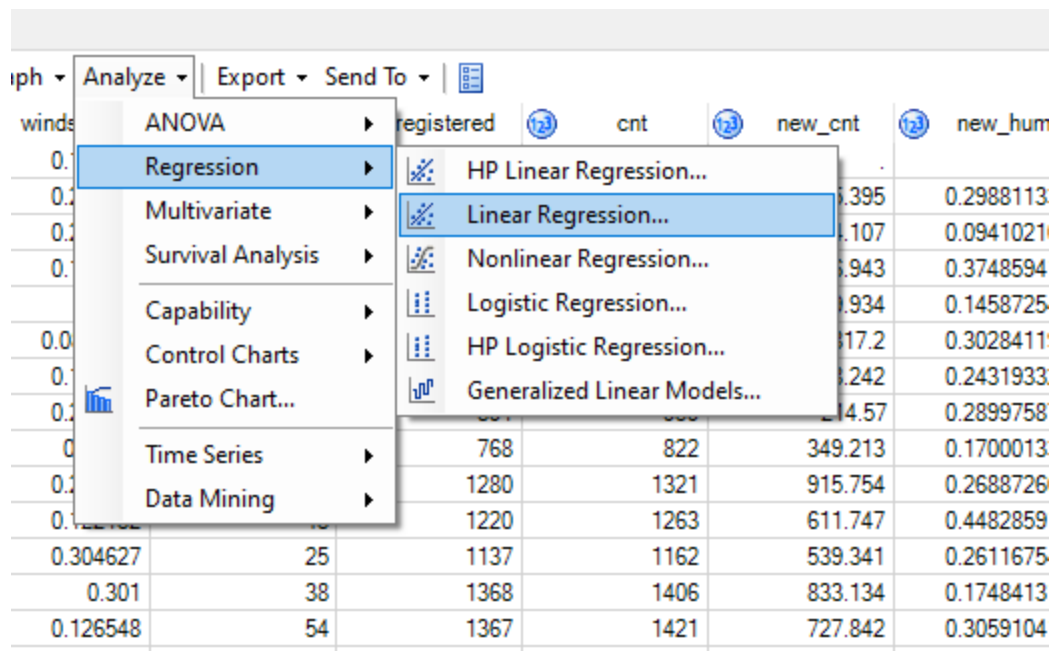 Analyze Export Send To
registered cnt new_cnt
ANOVA
Regression
Multivariate
Survival Analysis
Capability
Control Charts
Pareto Chart...
Time Series
Data Mining
HP Linear Regression...
Linear Regression...
Nonlinear Regression...
Logistic Regression...
HP Logistic Regression...
Generalized Linear Models...
768 822 349.213
1280 1321 915.754
1220 1263 611.747
0.304627 25 1137 1162 539.341
0.301 38 1368 1406 833.134
0.126548 54 1367 1421 727.842